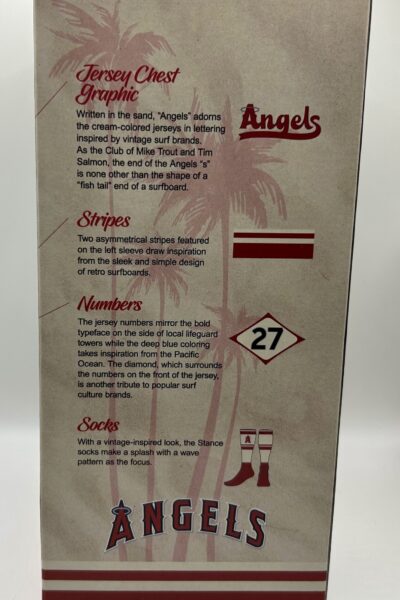 Jersey Chest
Graphic
Written in the sand, "Angels" adorns
the cream-colored jerseys in lettering
inspired by vintage surf brands.
As the Club of Mike Trout and Tim
Salmon, the end of the Angels "s"
is none other than the shape of a
"fish tail" end of a surfboard.
Angels
Stripes
Two asymmetrical stripes featured
on the left sleeve draw inspiration
from the sleek and simple design
of retro surfboards.
Numbers
The jersey numbers mirror the bold
typeface on the side of local lifeguard
towers while the deep blue coloring
takes inspiration from the Pacific
Ocean. The diamond, which surrounds
the numbers on the front of the jersey,
is another tribute to popular surf
culture brands.
27
Socks
With a vintage-inspired look, the Stance
socks make a splash with a wave
pattern as the focus.
A
ANGELS